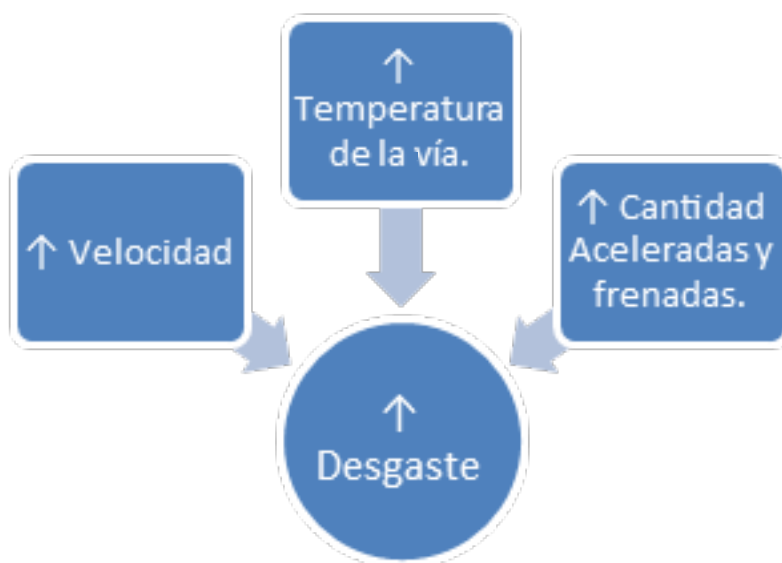 ↑ Velocidad
↑
Temperatura
de la vía.
↑ Cantidad
Aceleradas y
frenadas.
↑
Desgaste